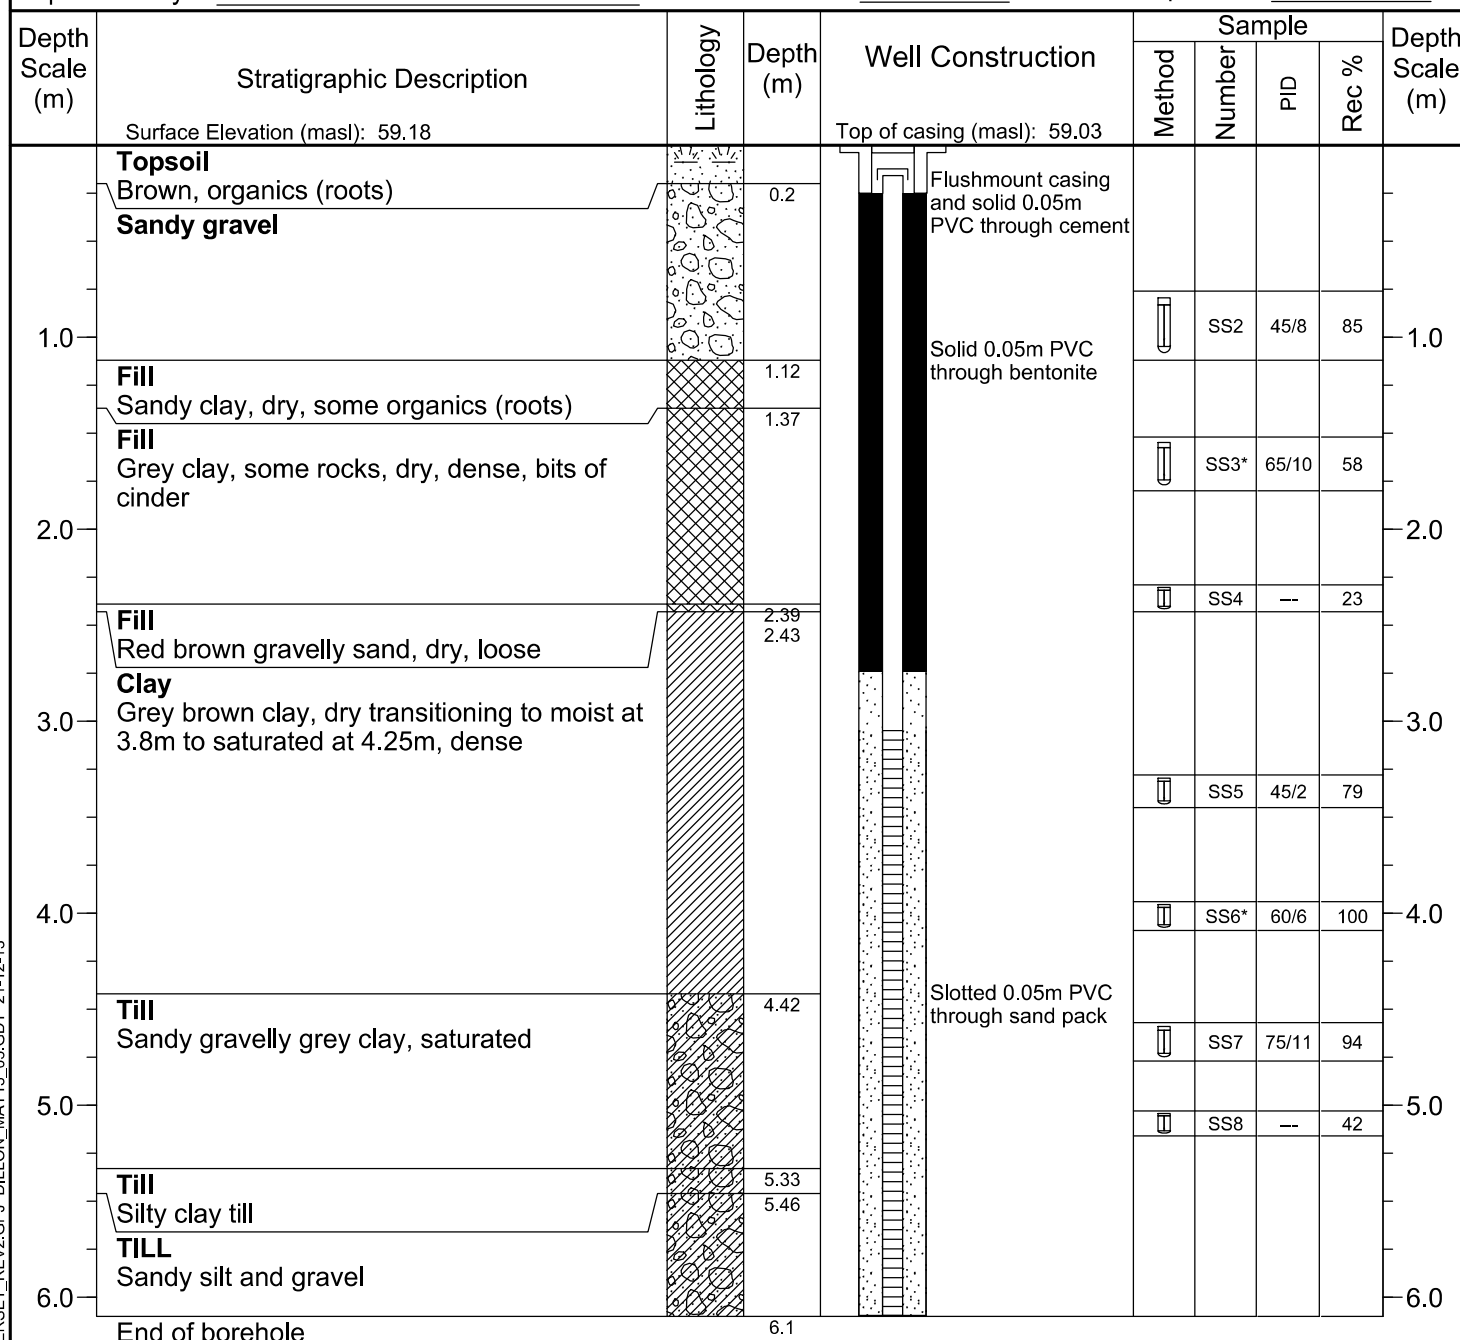 Depth
Scale
(m)
Stratigraphic Description
Surface Elevation (masl): 59.18
Lithology
Depth
(m)
Well Construction
Top of casing (masl): 59.03
Sample
Method
Number
PID
Rec %
Depth
Scale
(m)
Topsoil
Brown, organics (roots)
0.2
Flushmount casing
and solid 0.05m
PVC through cement
Sandy gravel
SS2 45/8 85
1.0
1.0
Solid 0.05m PVC
through bentonite
Fill
1.12
Sandy clay, dry, some organics (roots)
1.37
Fill
Grey clay, some rocks, dry, dense, bits of
cinder
SS3* 65/10 58
2.0
2.0
SS4 --- 23
Fill
2.39
Red brown gravelly sand, dry, loose
2.43
Clay
Grey brown clay, dry transitioning to moist at
3.8m to saturated at 4.25m, dense
3.0
3.0
SS5 45/2 79
4.0
SS6* 60/6 100
4.0
Slotted 0.05m PVC
through sand pack
Till
4.42
Sandy gravelly grey clay, saturated
SS7 75/11 94
5.0
5.0
SS8 --- 42
Till
5.33
Silty clay till
5.46
TILL
Sandy silt and gravel
6.0
6.0
End of borehole
6.1